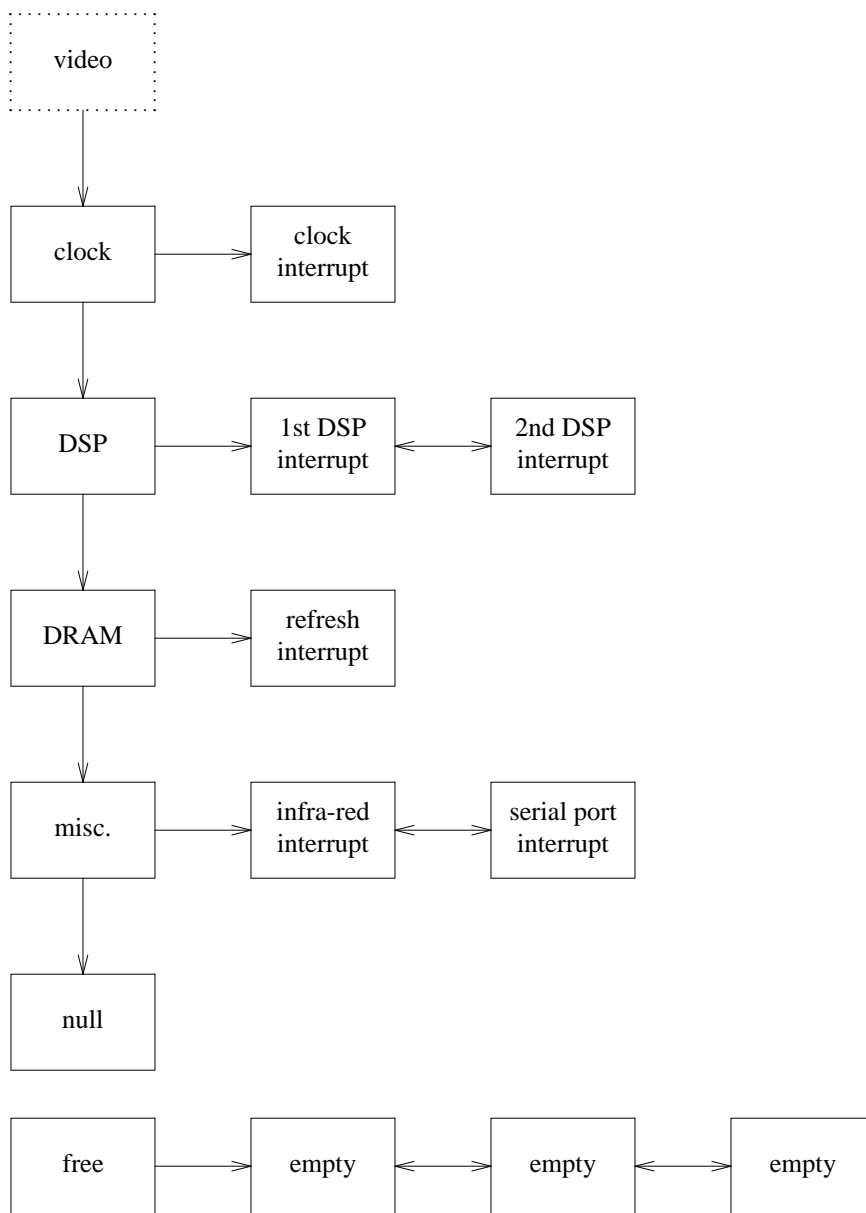 video
clock
clock
interrupt
DSP
1st DSP
interrupt
2nd DSP
interrupt
DRAM
refresh
interrupt
misc.
infra-red
interrupt
serial port
interrupt
null
free
empty
empty
empty